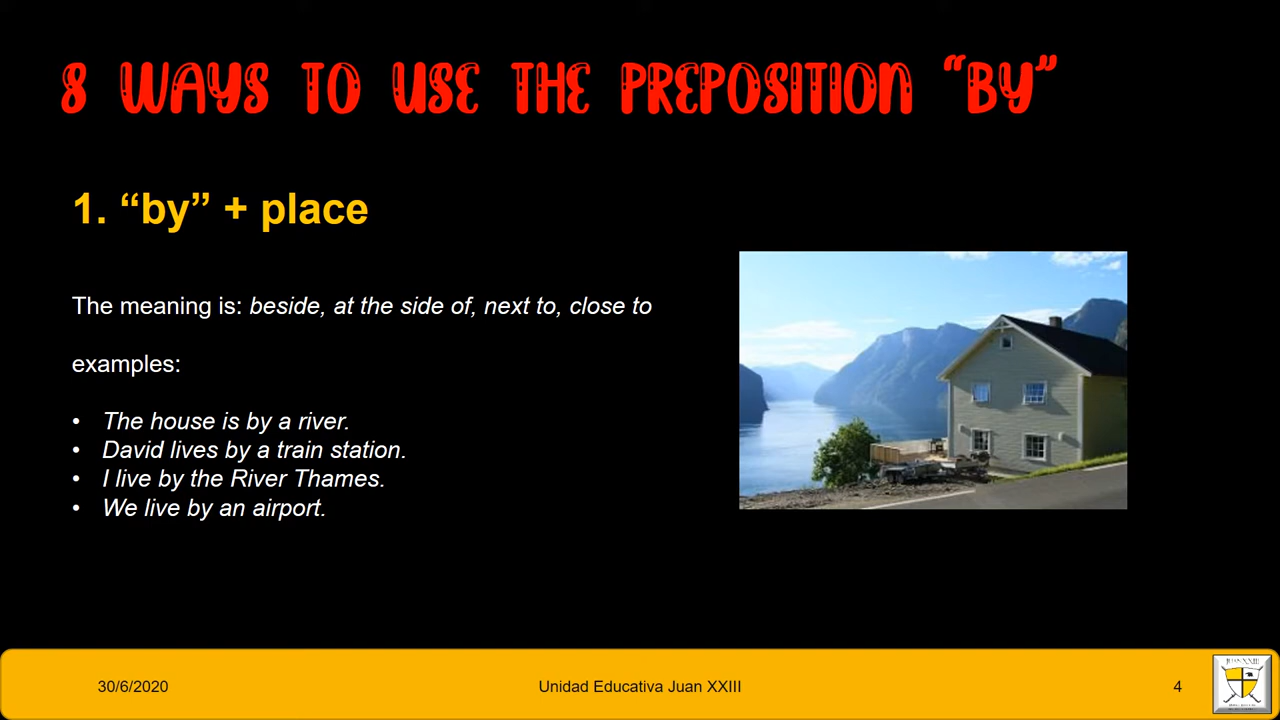 8 WAYS TO USE THE PREPOSITION “BY”
1. “by” + place
The meaning is: beside, at the side of, next to, close to
examples:
• The house is by a river.
• David lives by a train station.
• I live by the River Thames.
• We live by an airport.
30/6/2020
Unidad Educativa Juan XXIII
4
JUAN XXIII